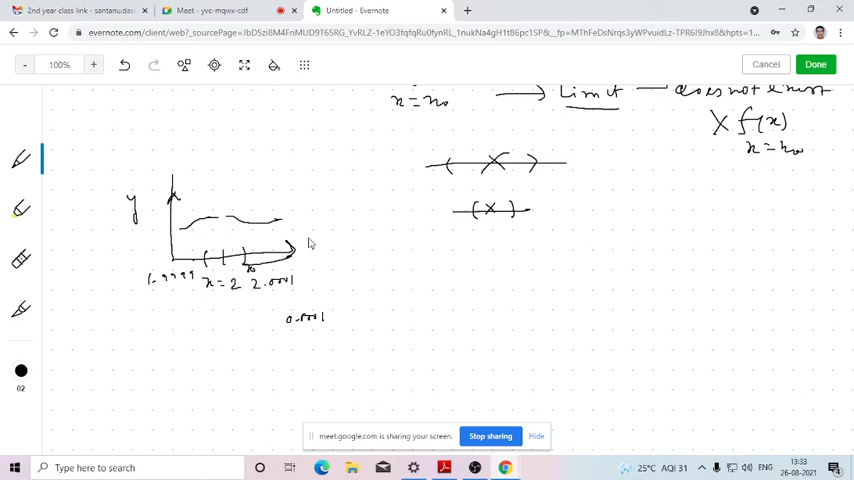 2nd year class link - santanu.das
Meet - yvc-mqwx-cdf
Untitled - Evernote
evernote.com/client/web?_sourcePage=JbD5zi8M4FriMUD9T65RG_YvRLZ-1eYO3fqfqRu0fynRL_1nukNa4gH1t86pc1SP&__fp=MThFeDsNrqs3yWPvuidLvZ-TPR6I9Jhx8&hpts=1...
100%
Cancel
Done
x = x₀
Limit — does not exist
X f(x)
x = x₀
y
1.9999
x = 2
2.0001
0.0001
02
meet.google.com is sharing your screen.
Stop sharing
Hide
Type here to search
25°C AQI 31
ENG
13:33
26-08-2021
4